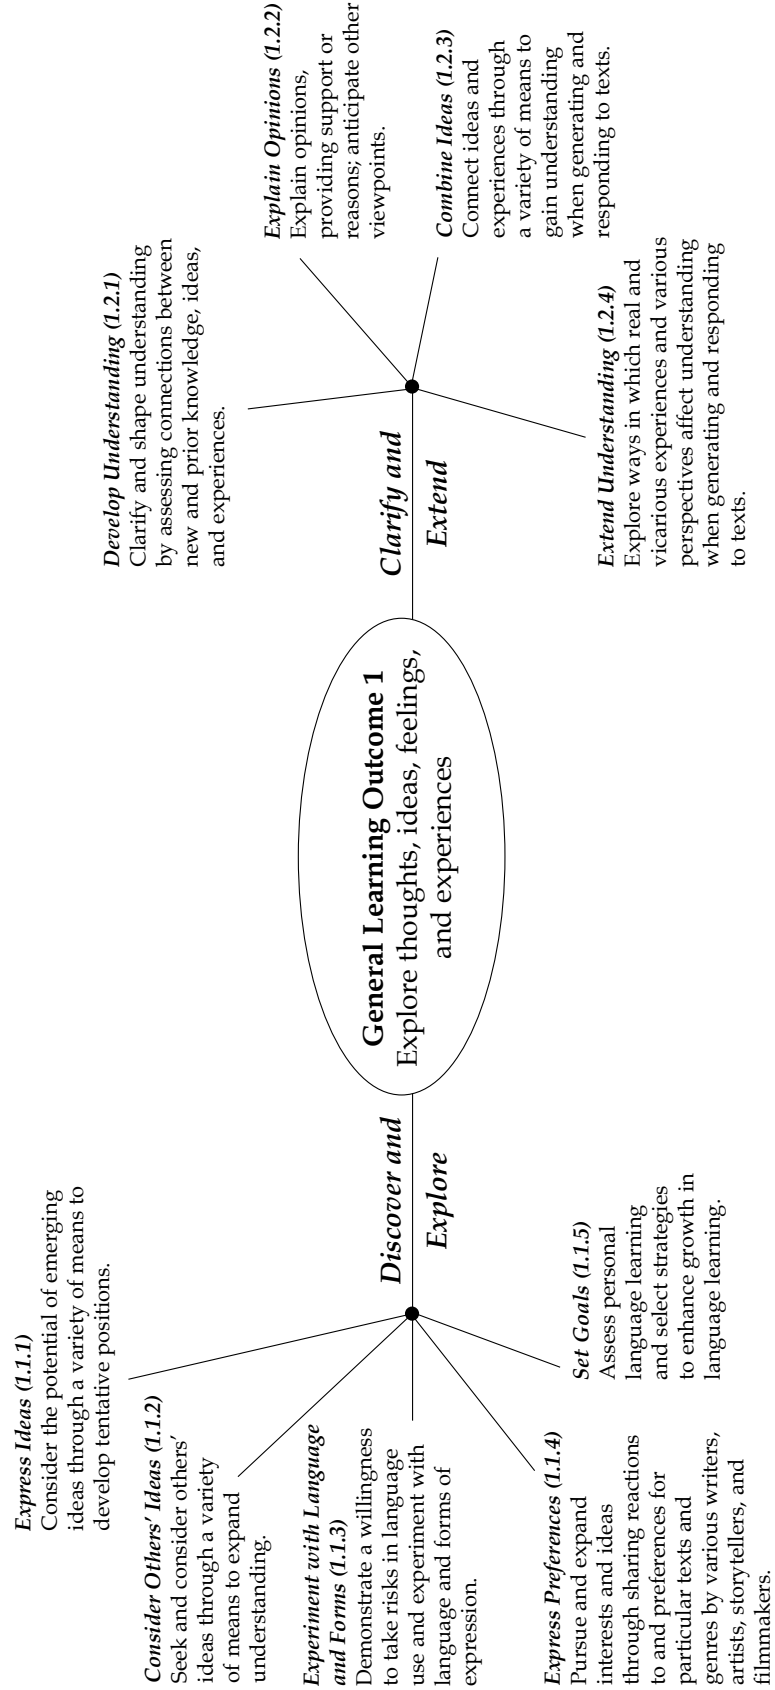 Express Ideas (1.1.1)
Consider the potential of emerging
ideas through a variety of means to
develop tentative positions.
Consider Others' Ideas (1.1.2)
Seek and consider others'
ideas through a variety
of means to expand
understanding.
Experiment with Language
and Forms (1.1.3)
Demonstrate a willingness
to take risks in language
use and experiment with
language and forms of
expression.
Express Preferences (1.1.4)
Pursue and expand
interests and ideas
through sharing reactions
to and preferences for
particular texts and
genres by various writers,
artists, storytellers, and
filmmakers.
Set Goals (1.1.5)
Assess personal
language learning
and select strategies
to enhance growth in
language learning.
Discover and
Explore
General Learning Outcome 1
Explore thoughts, ideas, feelings,
and experiences
Clarify and
Extend
Develop Understanding (1.2.1)
Clarify and shape understanding
by assessing connections between
new and prior knowledge, ideas,
and experiences.
Explain Opinions (1.2.2)
Explain opinions,
providing support or
reasons; anticipate other
viewpoints.
Combine Ideas (1.2.3)
Connect ideas and
experiences through
a variety of means to
gain understanding
when generating and
responding to texts.
Extend Understanding (1.2.4)
Explore ways in which real and
vicarious experiences and various
perspectives affect understanding
when generating and responding
to texts.